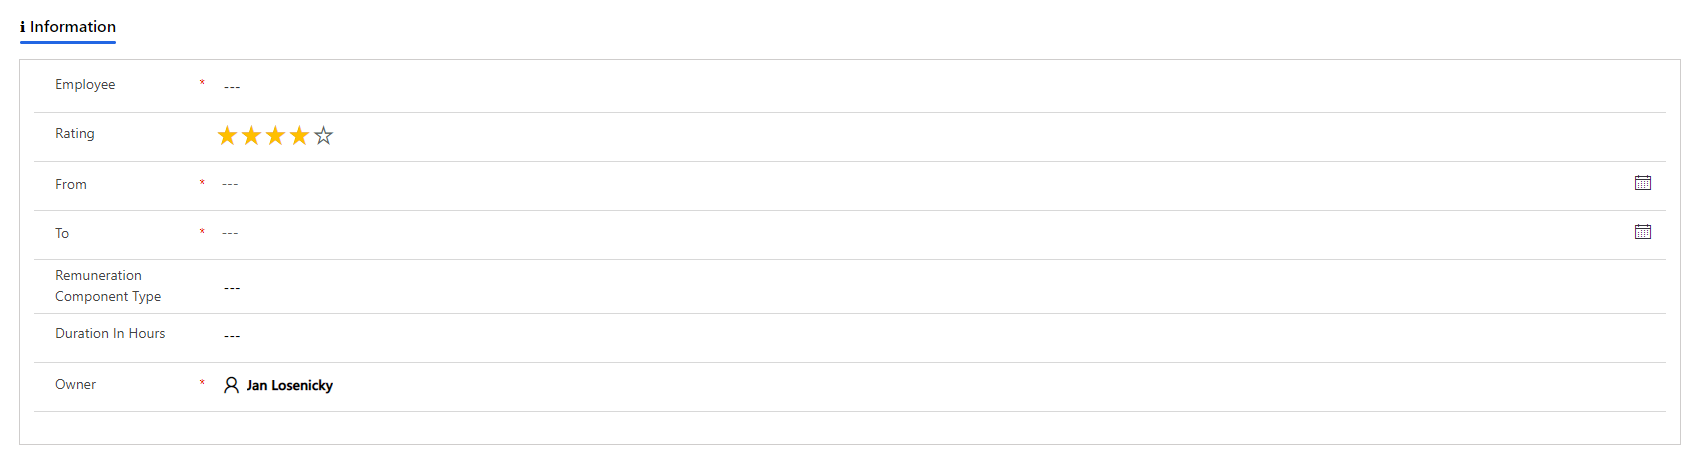 ℹ Information
Employee * ---
Rating
From * ---
To * ---
Remuneration
Component Type ---
Duration In Hours ---
Owner * Jan Losenicky